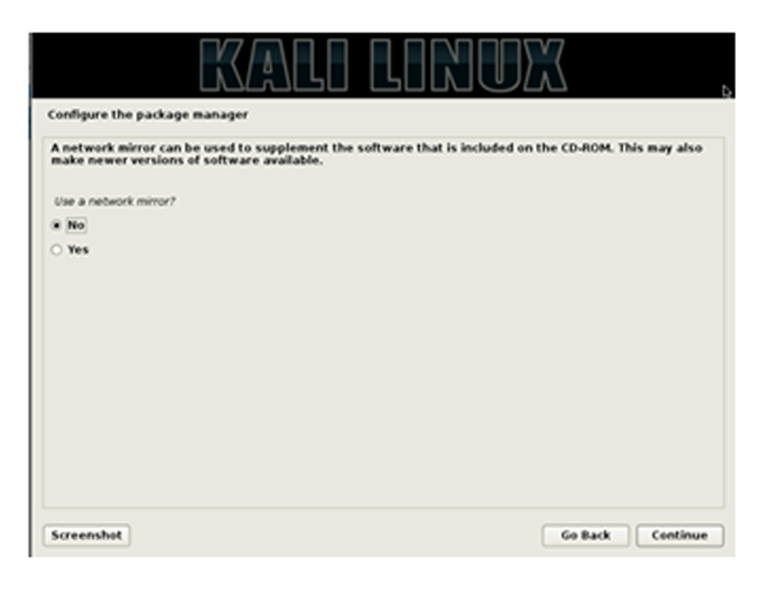 KALI LINUX
Configure the package manager
A network mirror can be used to supplement the software that is included on the CD-ROM. This may also
make newer versions of software available.
Use a network mirror?
No
Yes
Screenshot
Go Back
Continue